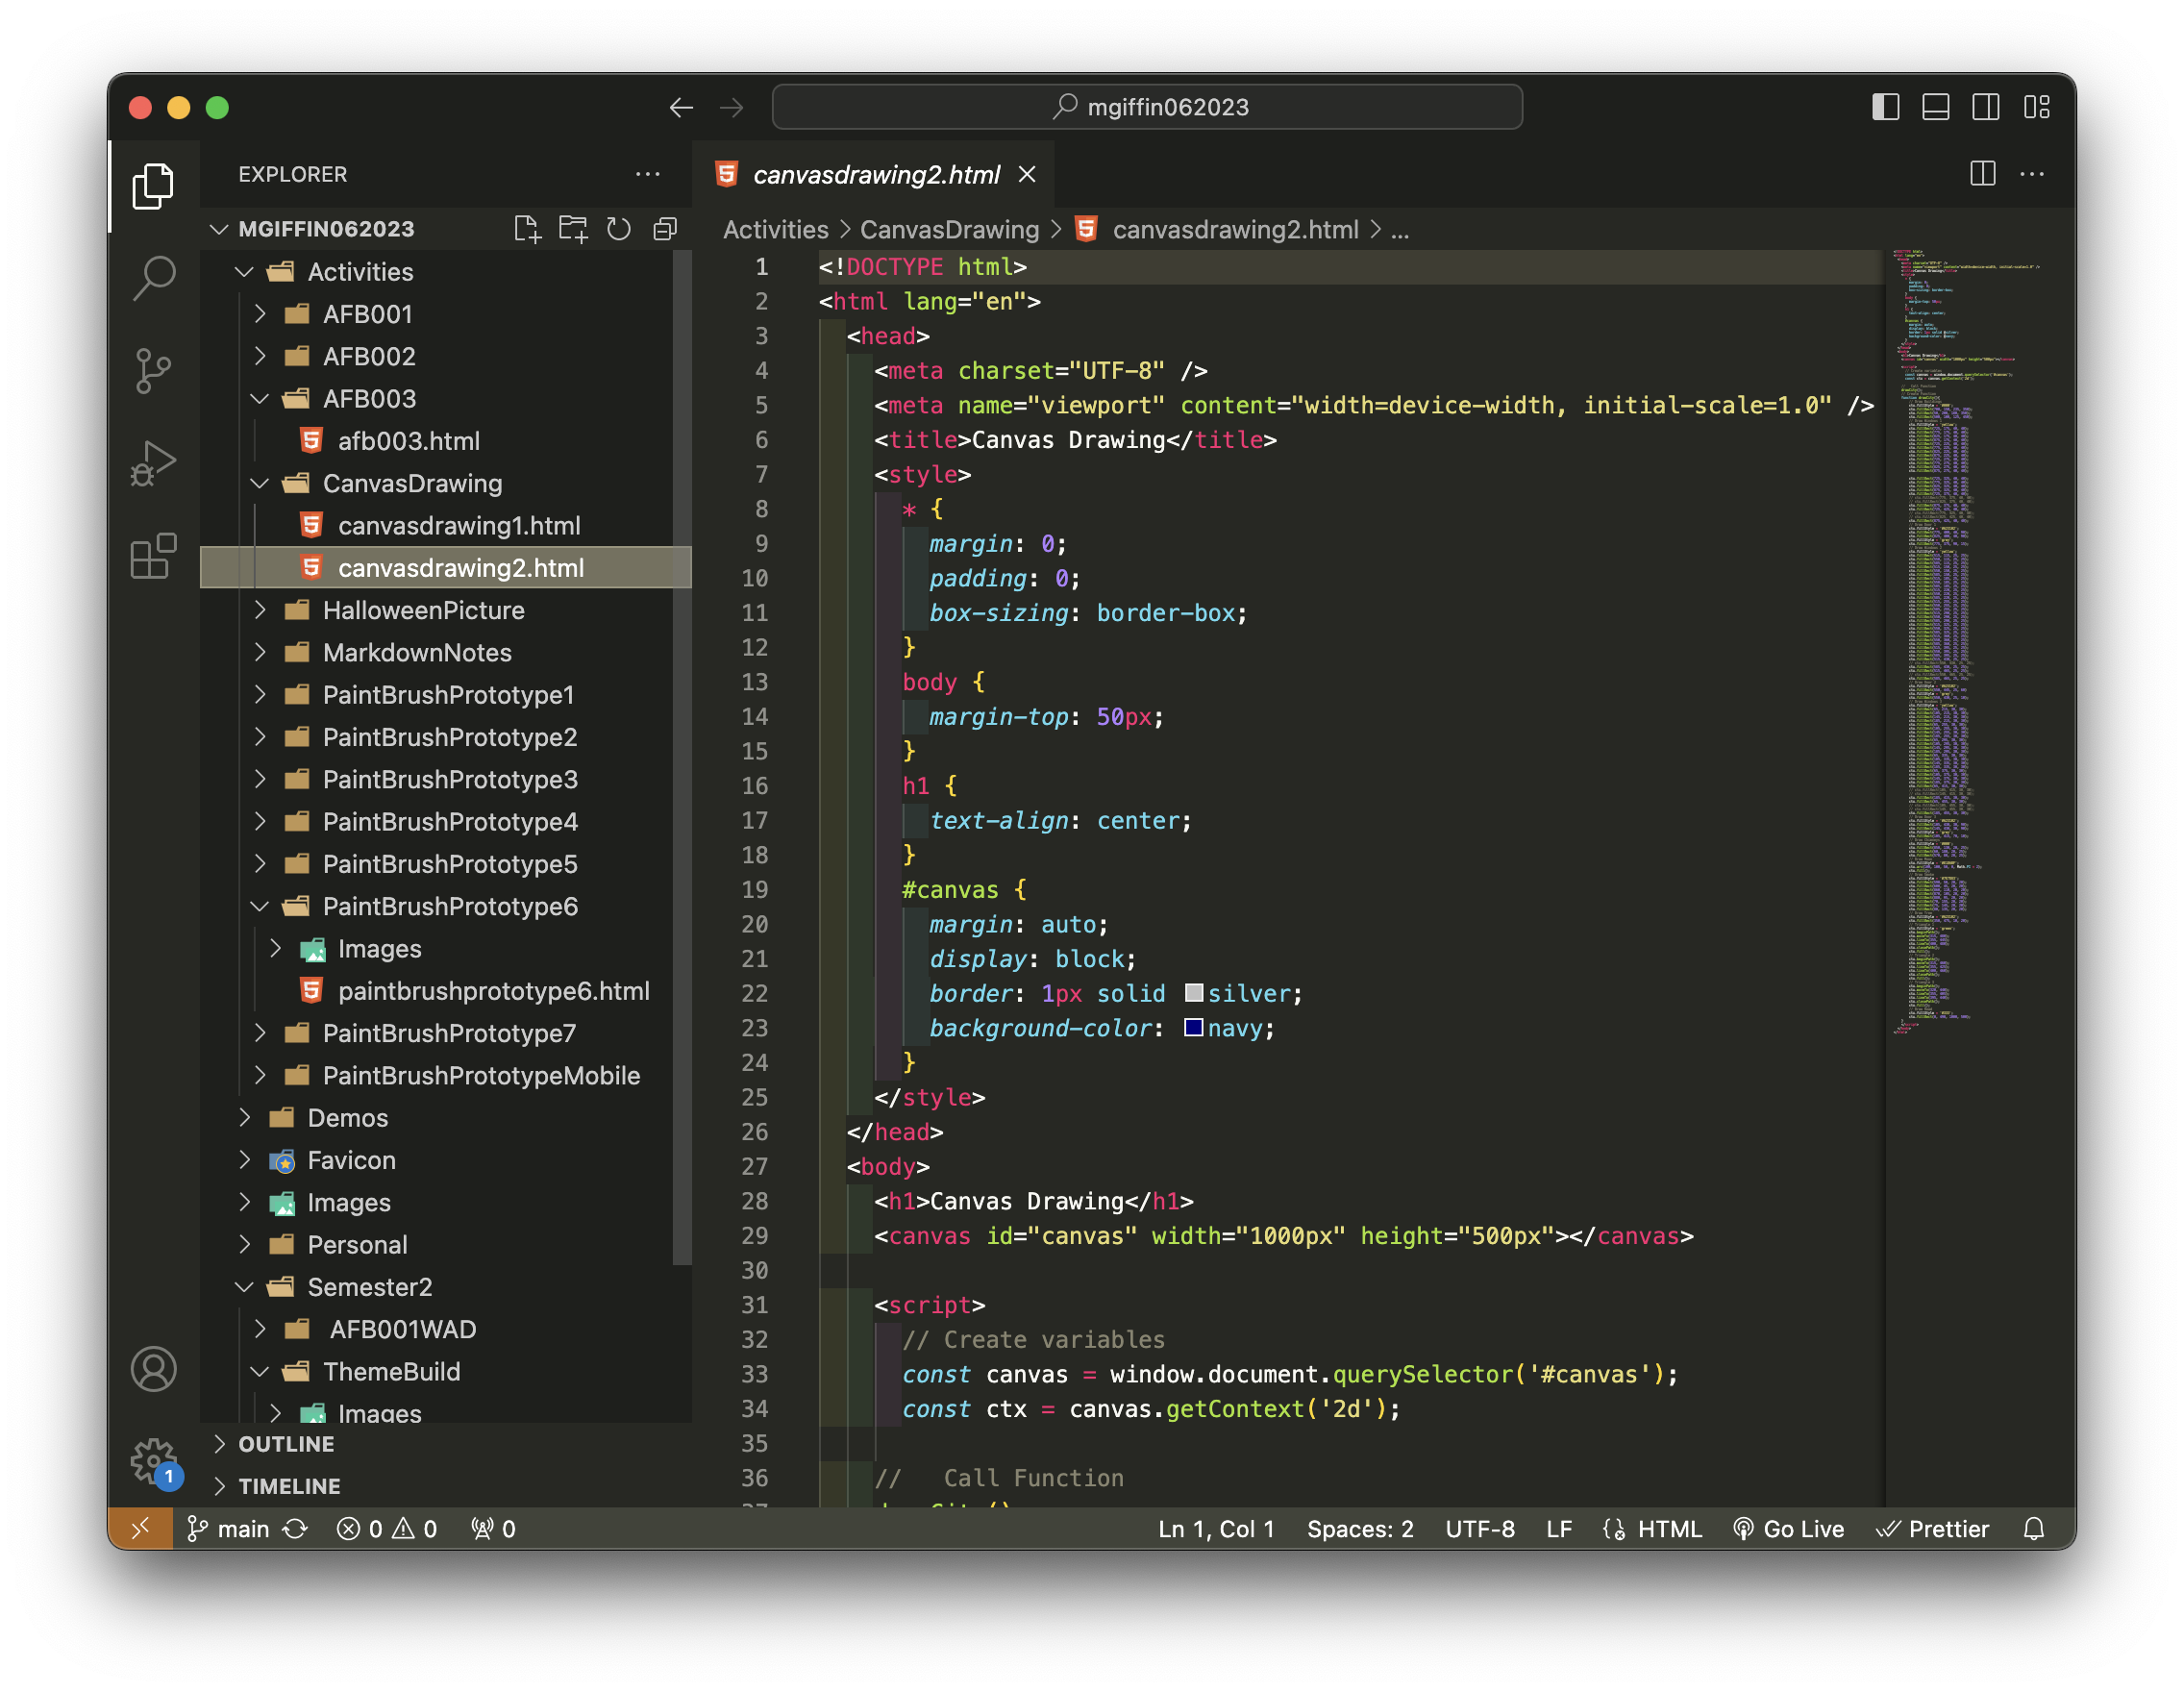 mgiffin062023
EXPLORER
canvasdrawing2.html
MGIFFIN062023
Activities > CanvasDrawing > canvasdrawing2.html > ...
Activities
AFB001
AFB002
AFB003
afb003.html
CanvasDrawing
canvasdrawing1.html
canvasdrawing2.html
HalloweenPicture
MarkdownNotes
PaintBrushPrototype1
PaintBrushPrototype2
PaintBrushPrototype3
PaintBrushPrototype4
PaintBrushPrototype5
PaintBrushPrototype6
Images
paintbrushprototype6.html
PaintBrushPrototype7
PaintBrushPrototypeMobile
Demos
Favicon
Images
Personal
Semester2
AFB001WAD
ThemeBuild
Images
OUTLINE
TIMELINE
1
1 <!DOCTYPE html>
2 <html lang="en">
3 <head>
4 <meta charset="UTF-8" />
5 <meta name="viewport" content="width=device-width, initial-scale=1.0" />
6 <title>Canvas Drawing</title>
7 <style>
8 * {
9 margin: 0;
10 padding: 0;
11 box-sizing: border-box;
12 }
13 body {
14 margin-top: 50px;
15 }
16 h1 {
17 text-align: center;
18 }
19 #canvas {
20 margin: auto;
21 display: block;
22 border: 1px solid silver;
23 background-color: navy;
24 }
25 </style>
26 </head>
27 <body>
28 <h1>Canvas Drawing</h1>
29 <canvas id="canvas" width="1000px" height="500px"></canvas>
30
31 <script>
32 // Create variables
33 const canvas = window.document.querySelector('#canvas');
34 const ctx = canvas.getContext('2d');
35
36 // Call Function
main 0 0 0 Ln 1, Col 1 Spaces: 2 UTF-8 LF HTML Go Live Prettier